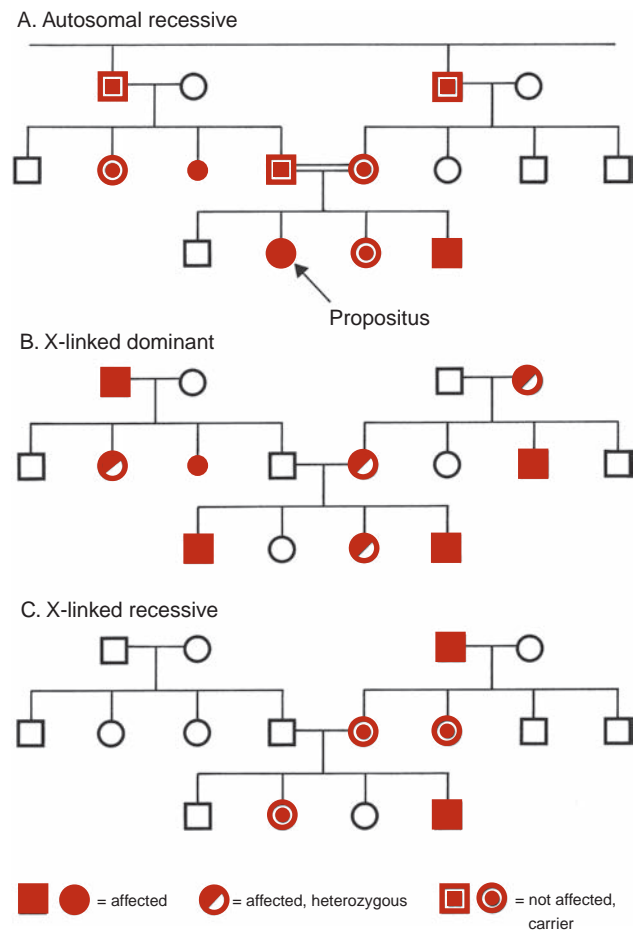 A. Autosomal recessive
Propositus
B. X-linked dominant
C. X-linked recessive
= affected
= affected, heterozygous
= not affected,
carrier